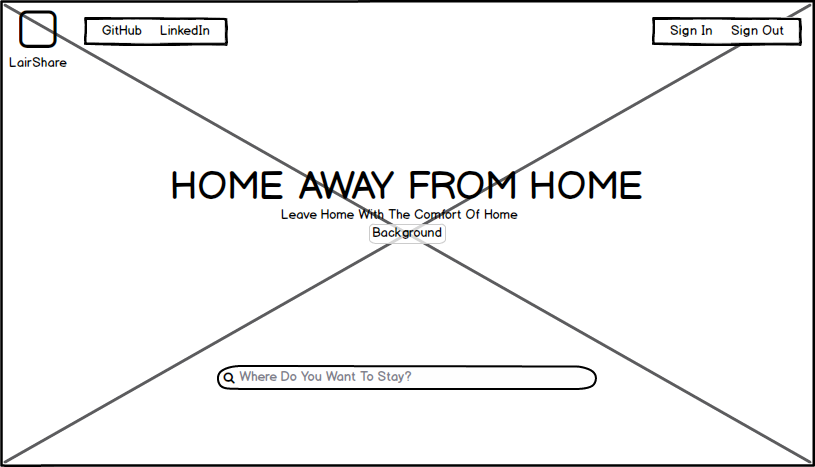 GitHub LinkedIn
Sign In Sign Out
LairShare
HOME AWAY FROM HOME
Leave Home With The Comfort Of Home
Background
Where Do You Want To Stay?